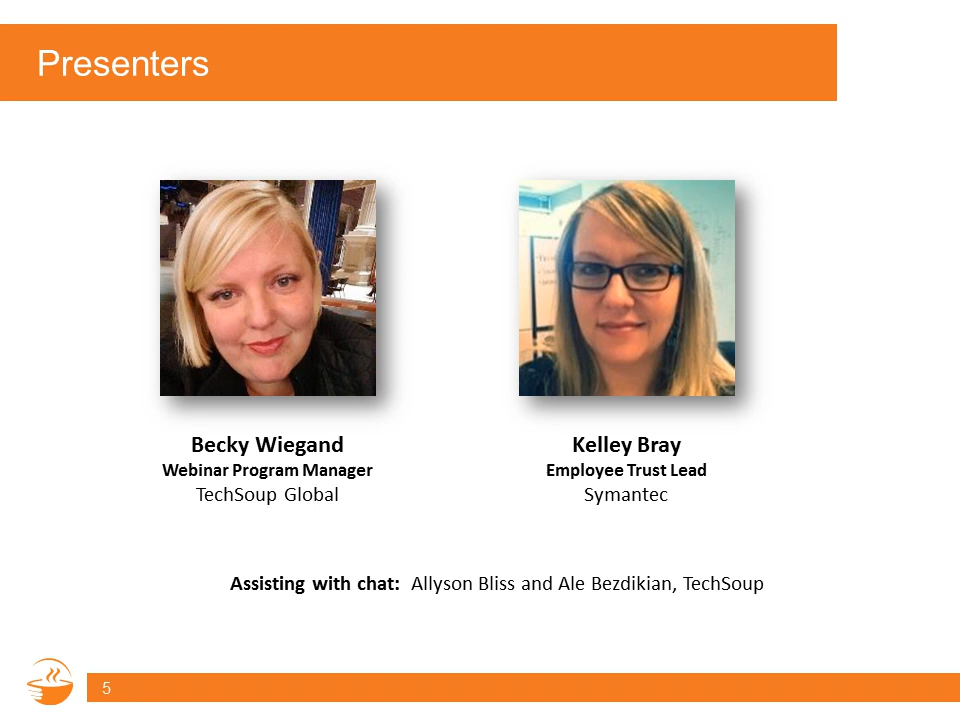 Presenters
Becky Wiegand
Webinar Program Manager
TechSoup Global
Kelley Bray
Employee Trust Lead
Symantec
Assisting with chat: Allyson Bliss and Ale Bezdikian, TechSoup
5